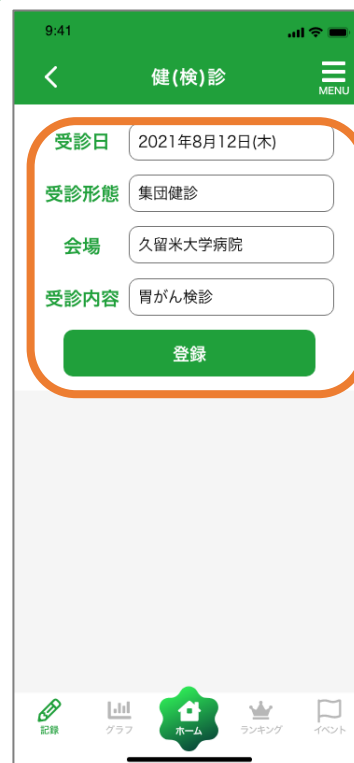 9:41
健(検)診
MENU
受診日 2021年8月12日(木)
受診形態 集団健診
会場 久留米大学病院
受診内容 胃がん検診
登録
記録 グラフ ホーム ランキング イベント